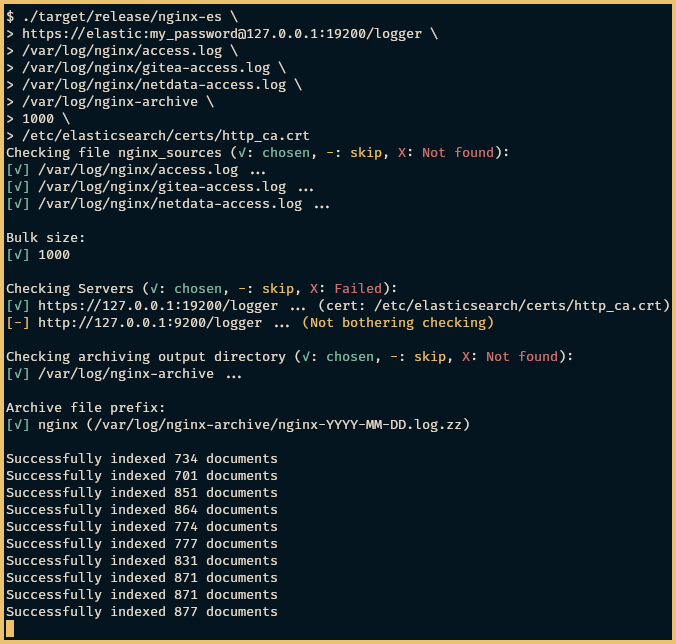 $ ./target/release/nginx-es \
> https://elastic:my_password@127.0.0.1:19200/logger \
> /var/log/nginx/access.log \
> /var/log/nginx/gitea-access.log \
> /var/log/nginx/netdata-access.log \
> /var/log/nginx-archive \
> 1000 \
> /etc/elasticsearch/certs/http_ca.crt
Checking file nginx_sources (√: chosen, -: skip, X: Not found):
[√] /var/log/nginx/access.log ...
[√] /var/log/nginx/gitea-access.log ...
[√] /var/log/nginx/netdata-access.log ...
Bulk size:
[√] 1000
Checking Servers (√: chosen, -: skip, X: Failed):
[√] https://127.0.0.1:19200/logger ... (cert: /etc/elasticsearch/certs/http_ca.crt)
[-] http://127.0.0.1:9200/logger ... (Not bothering checking)
Checking archiving output directory (√: chosen, -: skip, X: Not found):
[√] /var/log/nginx-archive ...
Archive file prefix:
[√] nginx (/var/log/nginx-archive/nginx-YYYY-MM-DD.log.zz)
Successfully indexed 734 documents
Successfully indexed 701 documents
Successfully indexed 851 documents
Successfully indexed 864 documents
Successfully indexed 774 documents
Successfully indexed 777 documents
Successfully indexed 831 documents
Successfully indexed 871 documents
Successfully indexed 871 documents
Successfully indexed 877 documents